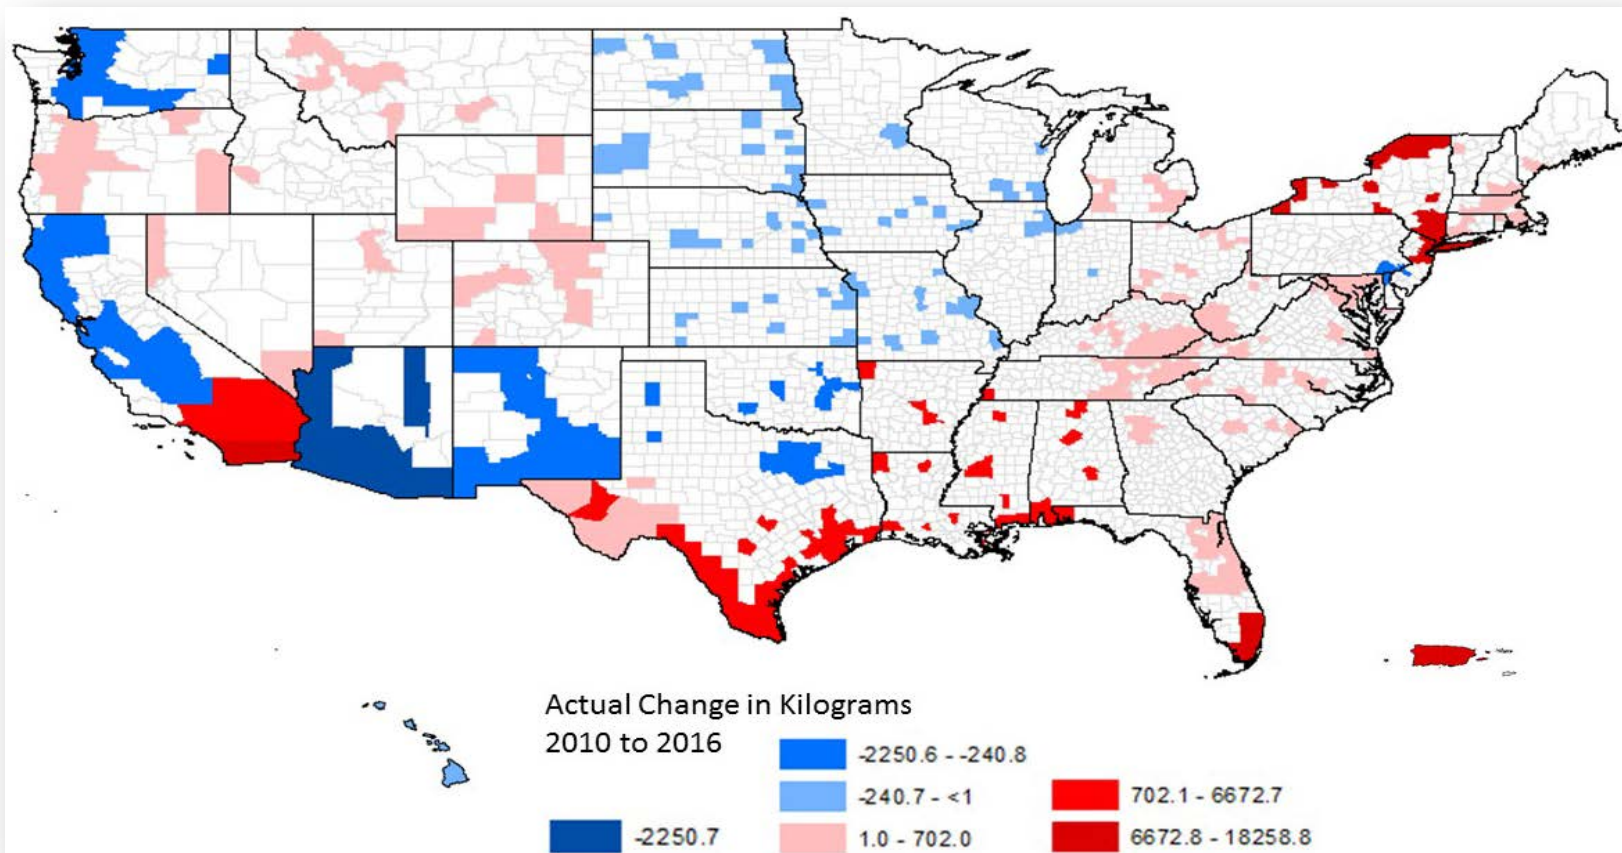 Actual Change in Kilograms
2010 to 2016
-2250.6 - -240.8
-240.7 - <1
702.1 - 6672.7
-2250.7
1.0 - 702.0
6672.8 - 18258.8